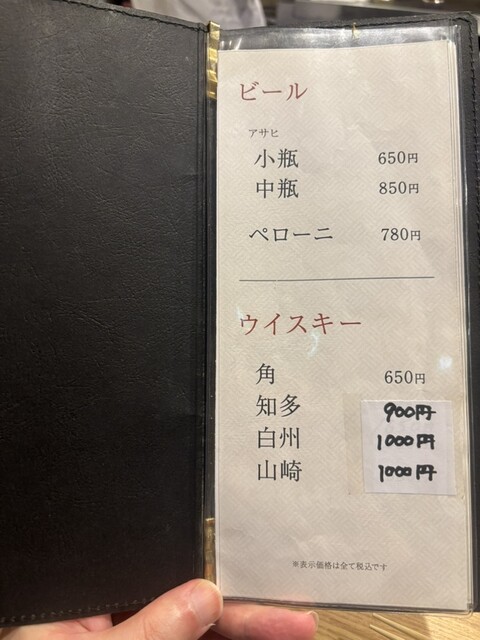 ビール
アサヒ
小瓶 650円
中瓶 850円
ペローニ 780円
ウイスキー
角 650円
知多 900円
白州 1000円
山崎 1000円
※表示価格は全て税込です